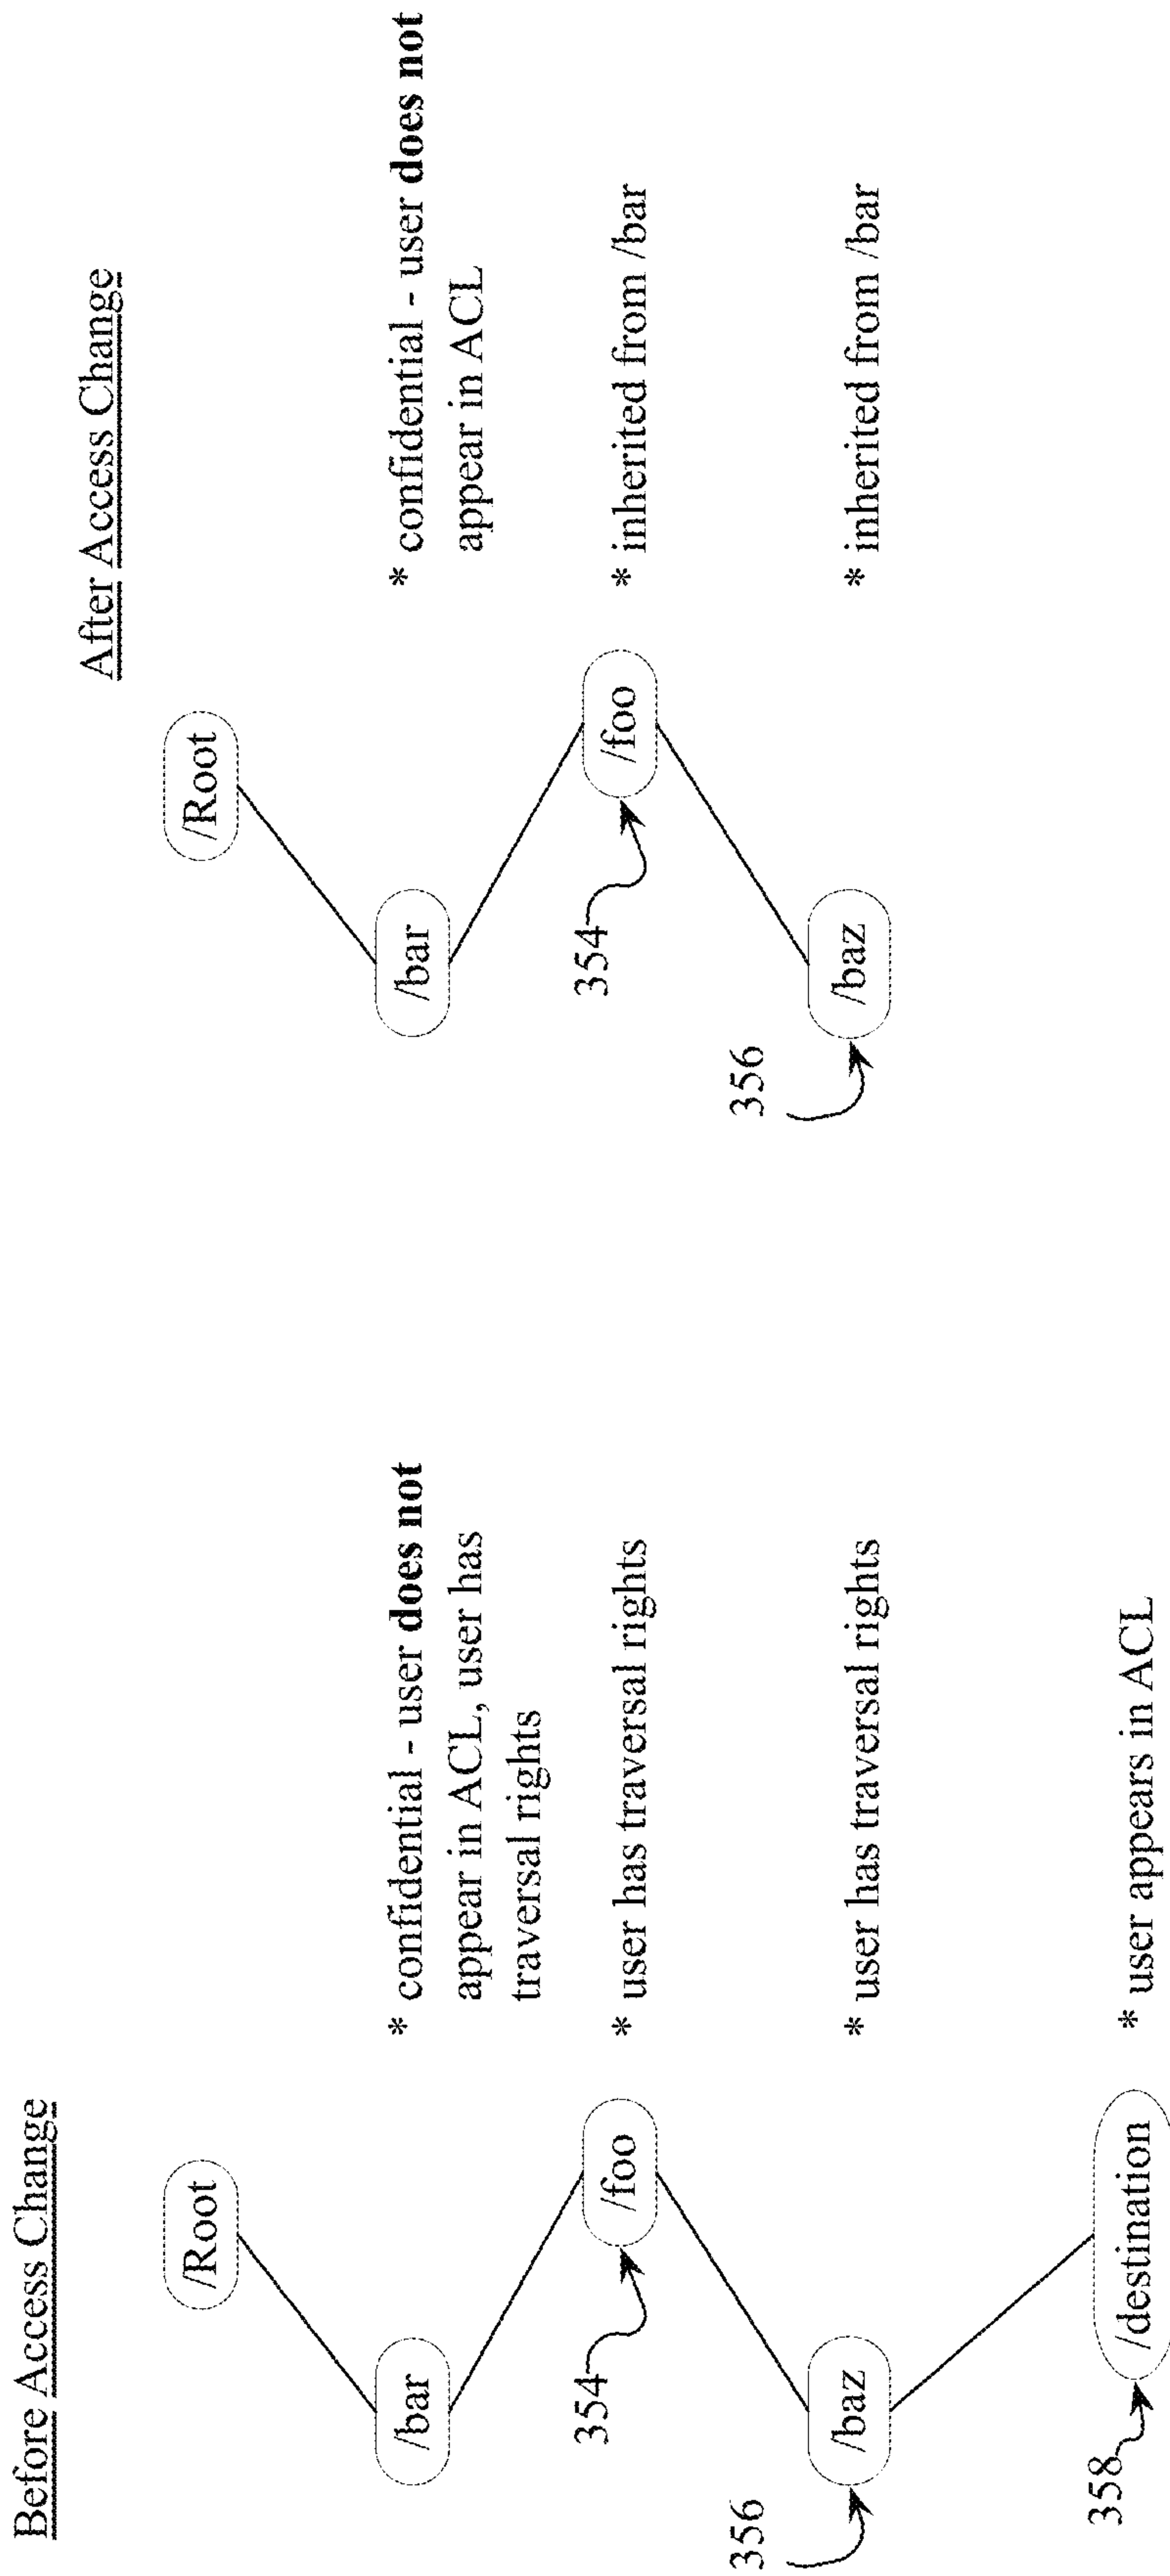 Before Access Change
/Root
/bar
* confidential - user does not
appear in ACL, user has
traversal rights
354
/foo
* user has traversal rights
356
/baz
* user has traversal rights
358
/destination
* user appears in ACL
After Access Change
/Root
/bar
* confidential - user does not
appear in ACL
354
/foo
* inherited from /bar
356
/baz
* inherited from /bar